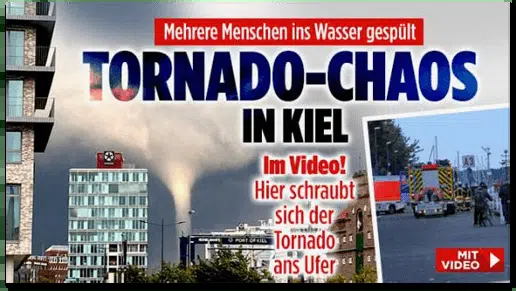 Mehrere Menschen ins Wasser gespült
TORNADO-CHAOS
IN KIEL
Im Video!
Hier schraubt
sich der
Tornado
ans Ufer
PORT OF KIEL
MIT
VIDEO